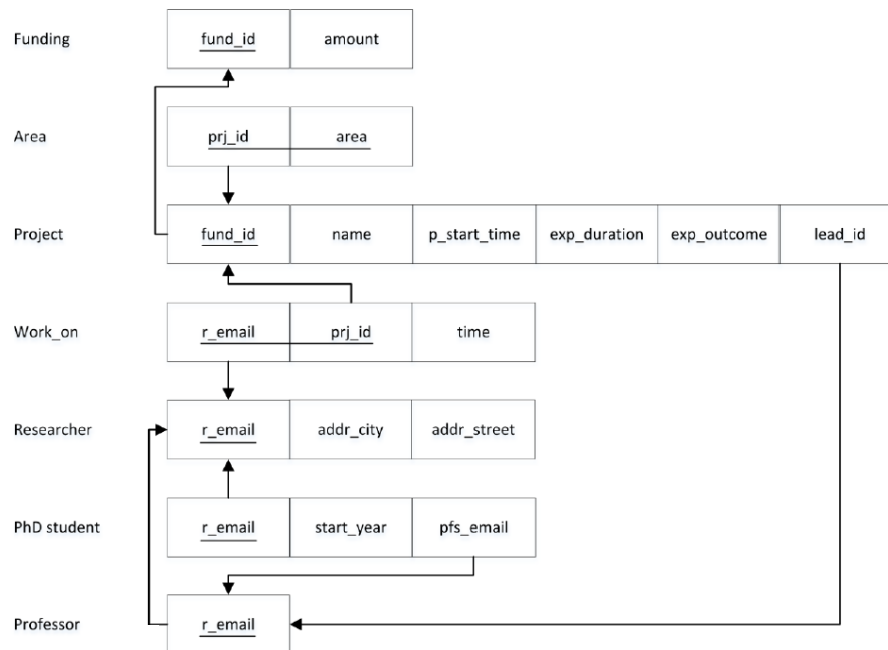 Funding fund_id amount
Area prj_id area
Project fund_id name p_start_time exp_duration exp_outcome lead_id
Work_on r_email prj_id time
Researcher r_email addr_city addr_street
PhD student r_email start_year pfs_email
Professor r_email